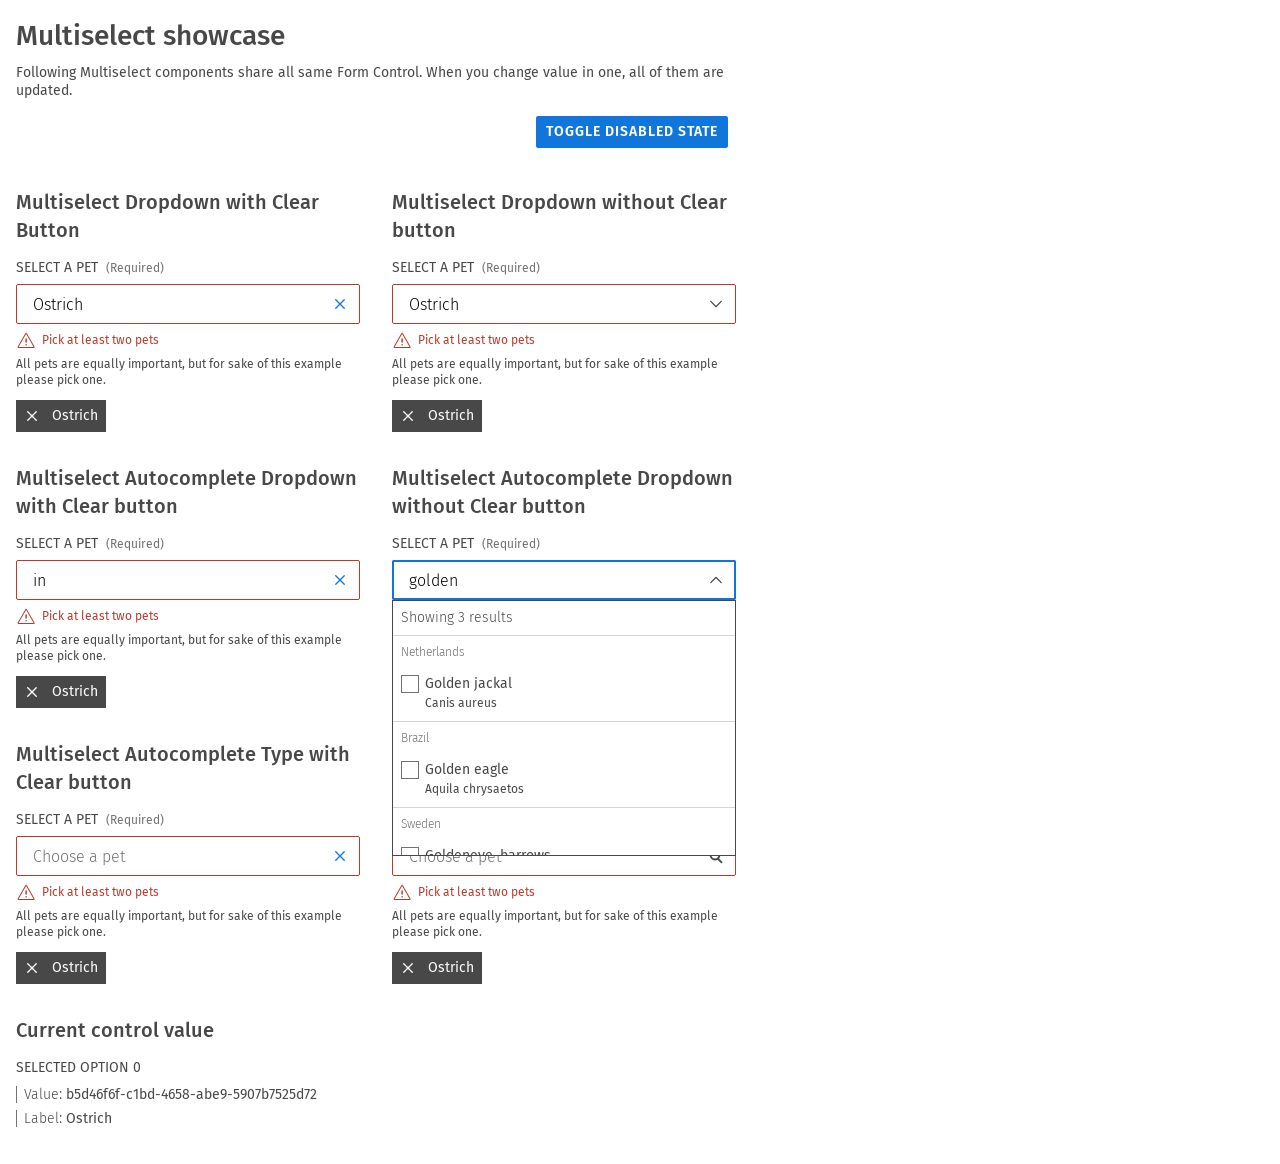 Multiselect showcase
Following Multiselect components share all same Form Control. When you change value in one, all of them are
updated.
TOGGLE DISABLED STATE
Multiselect Dropdown with Clear
Button
SELECT A PET (Required)
Ostrich
Pick at least two pets
All pets are equally important, but for sake of this example
please pick one.
Ostrich
Multiselect Dropdown without Clear
button
SELECT A PET (Required)
Ostrich
Pick at least two pets
All pets are equally important, but for sake of this example
please pick one.
Ostrich
Multiselect Autocomplete Dropdown
with Clear button
SELECT A PET (Required)
in
Pick at least two pets
All pets are equally important, but for sake of this example
please pick one.
Ostrich
Multiselect Autocomplete Dropdown
without Clear button
SELECT A PET (Required)
golden
Showing 3 results
Netherlands
Golden jackal
Canis aureus
Brazil
Golden eagle
Aquila chrysaetos
Sweden
Goldeneye, barrows
Multiselect Autocomplete Type with
Clear button
SELECT A PET (Required)
Choose a pet
Pick at least two pets
All pets are equally important, but for sake of this example
please pick one.
Ostrich
Choose a pet
Pick at least two pets
All pets are equally important, but for sake of this example
please pick one.
Ostrich
Current control value
SELECTED OPTION 0
Value: b5d46f6f-c1bd-4658-abe9-5907b7525d72
Label: Ostrich